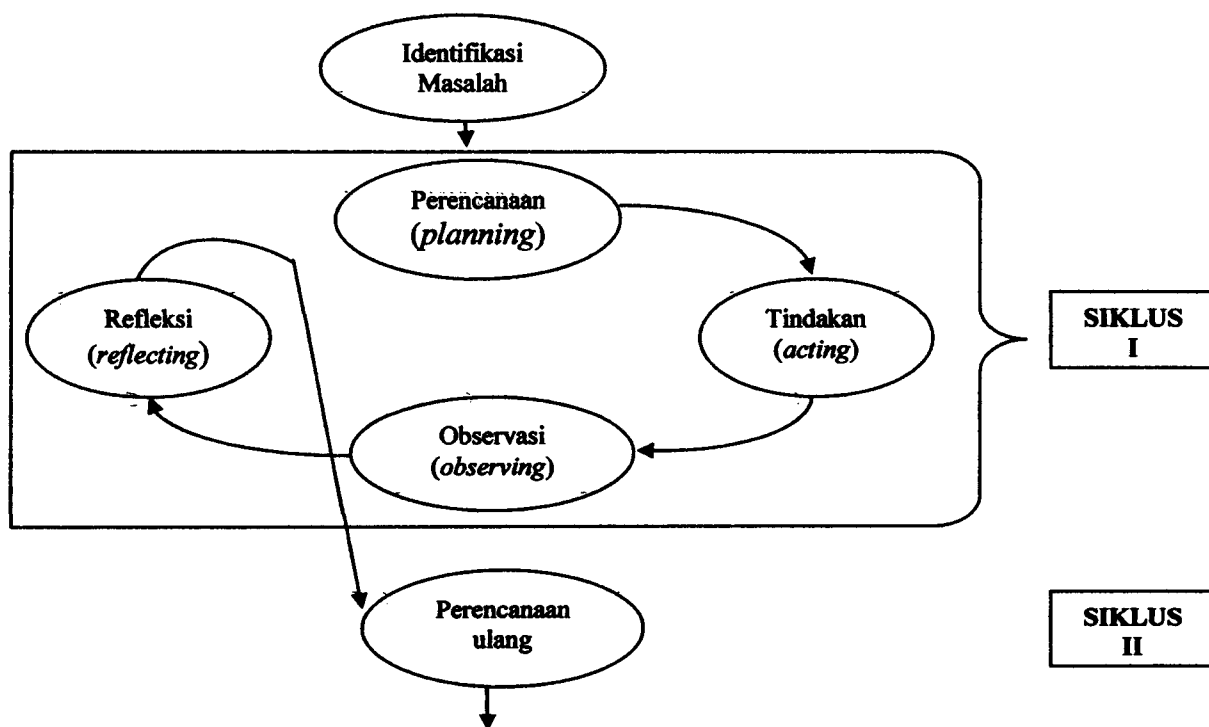 Identifikasi
Masalah
Perencanaan
(planning)
Refleksi
(reflecting)
Tindakan
(acting)
SIKLUS
I
Observasi
(observing)
Perencanaan
ulang
SIKLUS
II